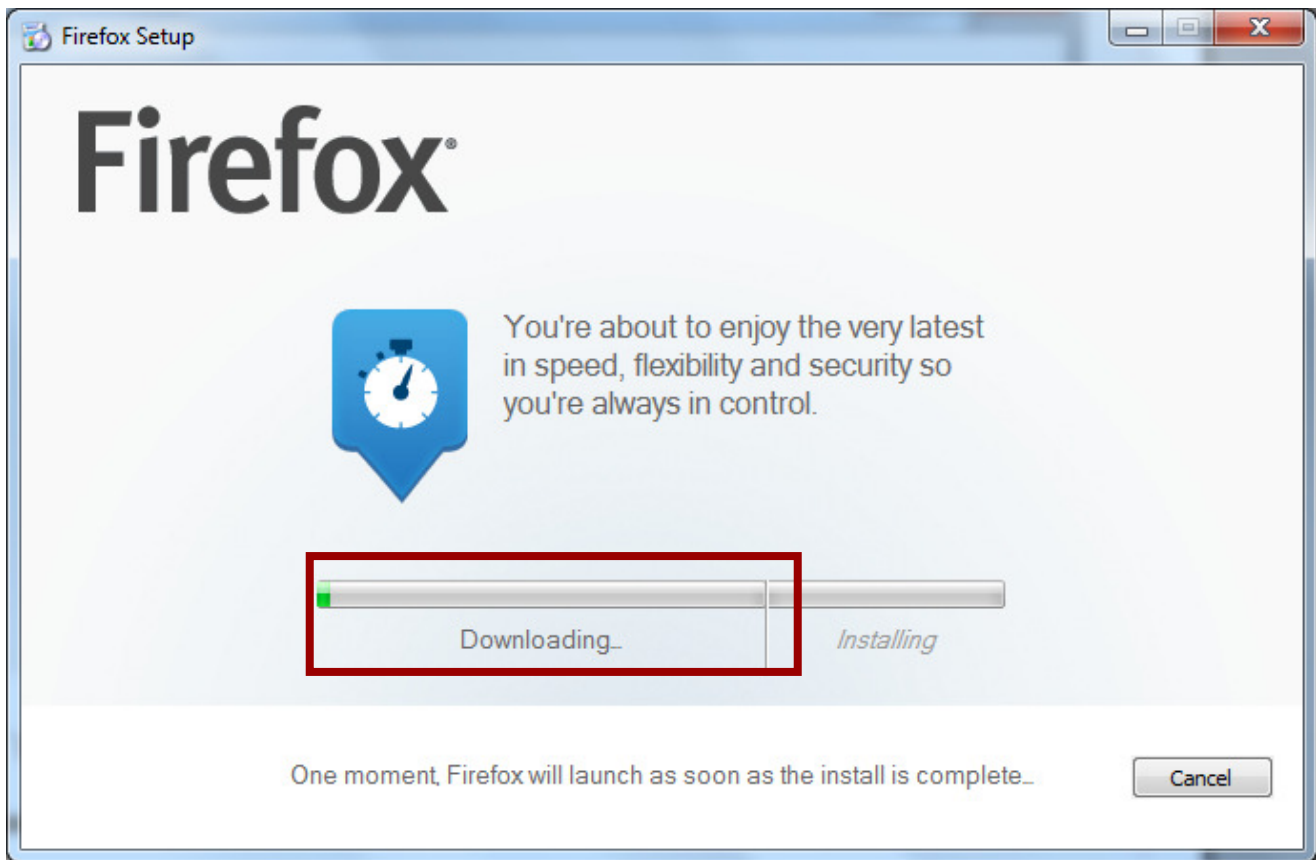 Firefox Setup
Firefox®
You're about to enjoy the very latest
in speed, flexibility and security so
you're always in control.
Downloading...
Installing
One moment, Firefox will launch as soon as the install is complete...
Cancel